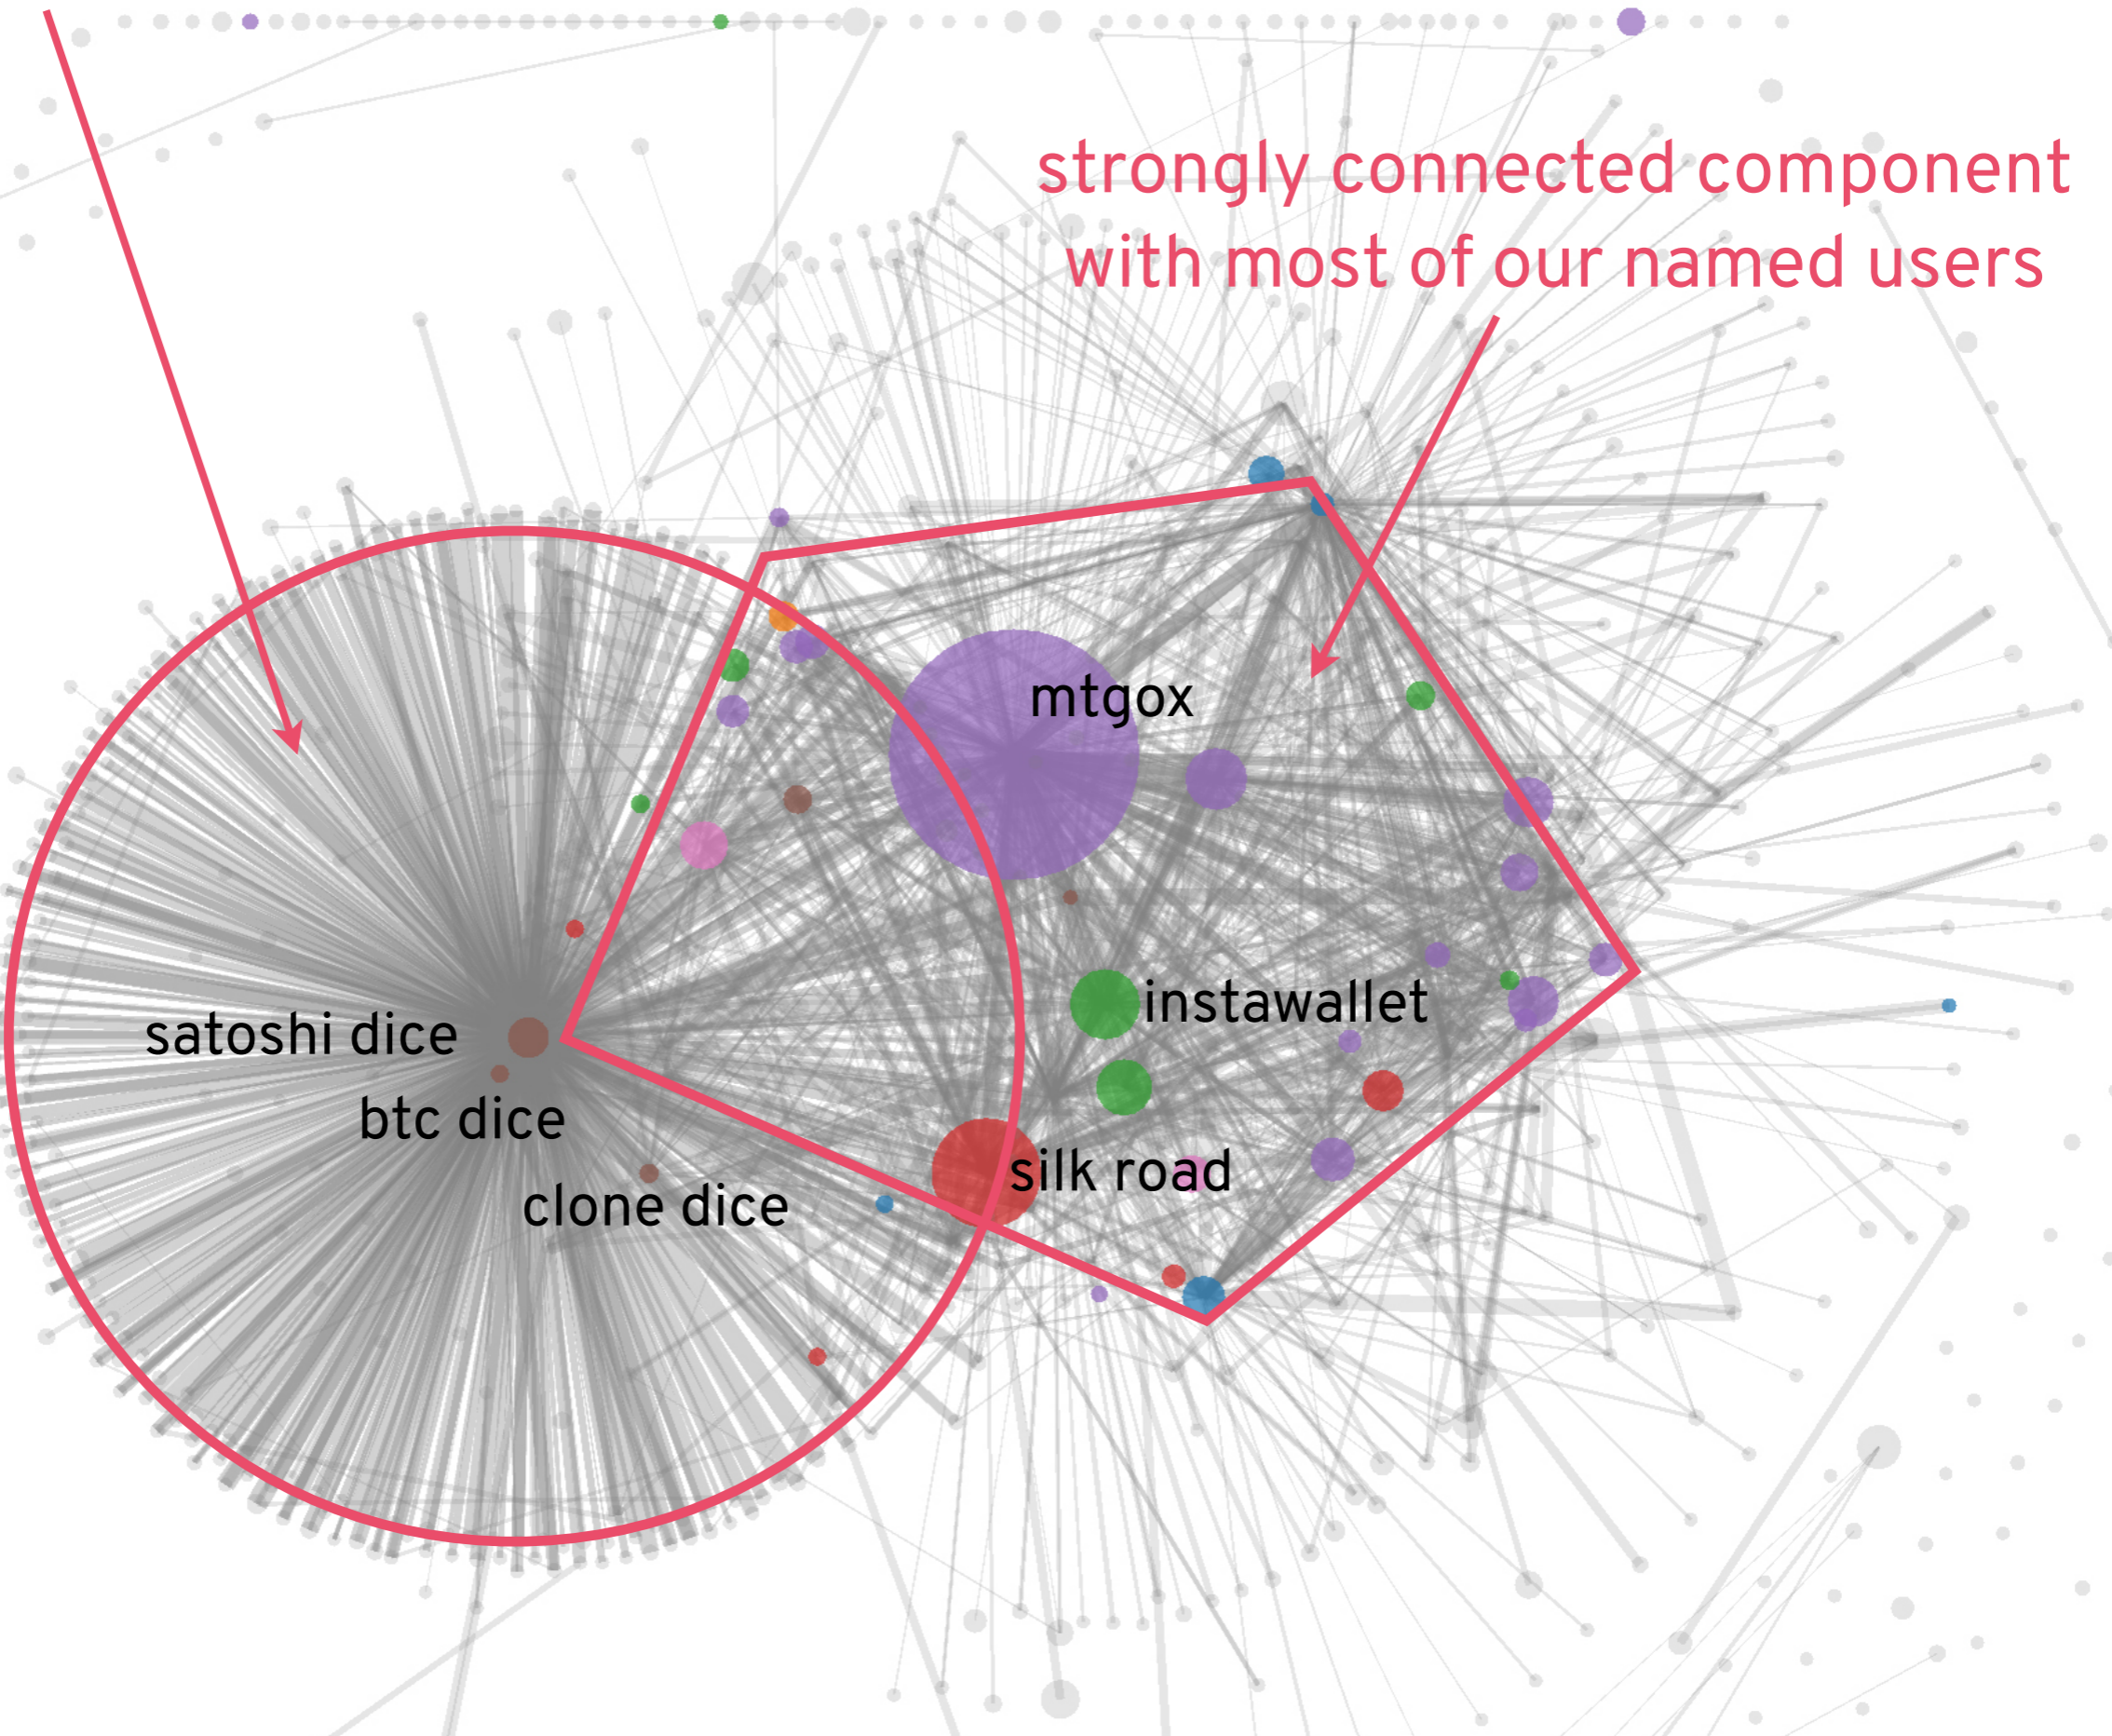 strongly connected component
with most of our named users
mtgox
instawallet
satoshi dice
btc dice
silk road
clone dice